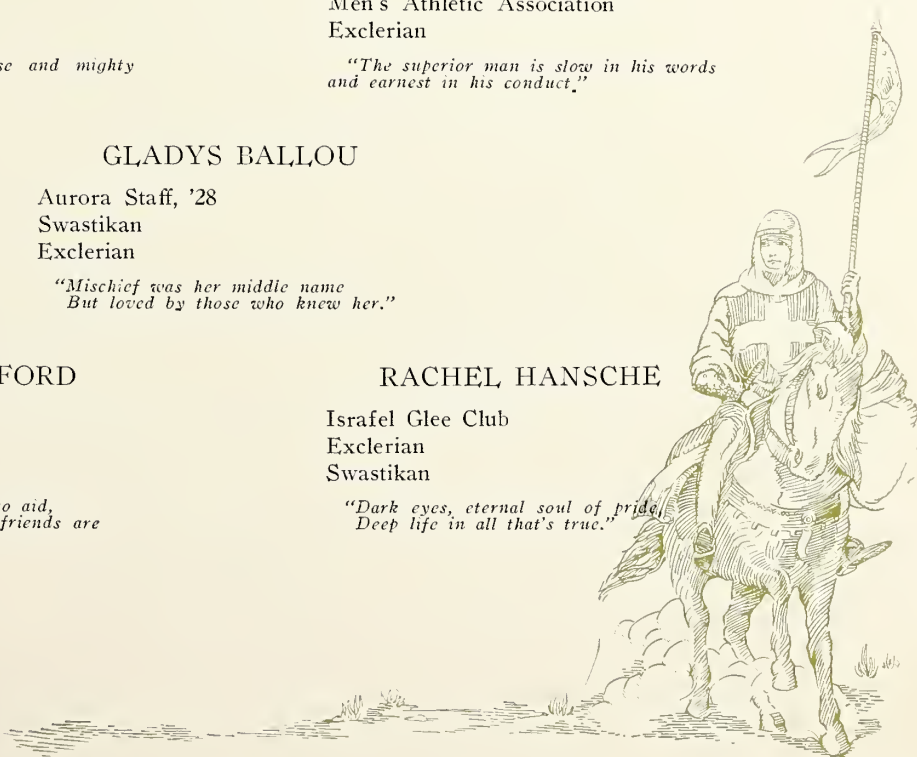 Men's Athletic Association
Exclerian
se and mighty
"The superior man is slow in his words
and earnest in his conduct."
GLADYS BALLOU
Aurora Staff, '28
Swastikan
Exclerian
"Mischief was her middle name
But loved by those who knew her."
FORD
o aid,
friends are
RACHEL HANSCHE
Israfel Glee Club
Exclerian
Swastikan
"Dark eyes, eternal soul of pride,
Deep life in all that's true."